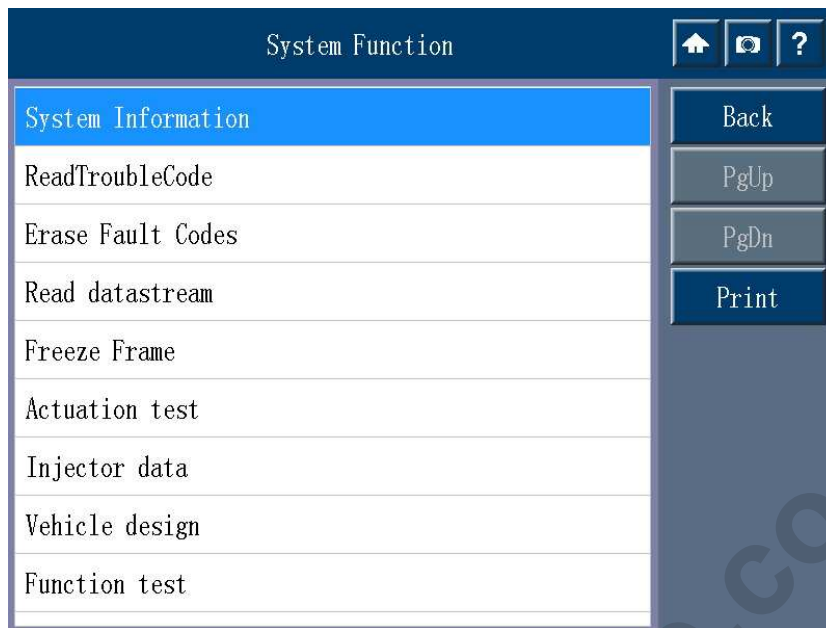 System Function
?
System Information
Back
ReadTroubleCode
PgUp
Erase Fault Codes
PgDn
Read datastream
Print
Freeze Frame
Actuation test
Injector data
Vehicle design
Function test